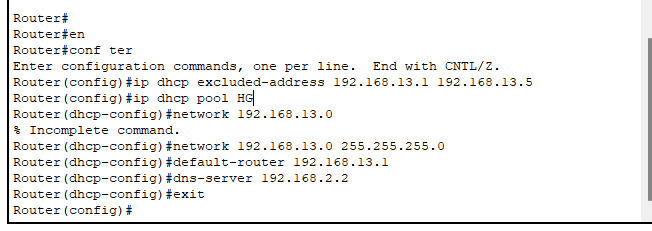 Router#
Router#en
Router#conf ter
Enter configuration commands, one per line.  End with CNTL/Z.
Router(config)#ip dhcp excluded-address 192.168.13.1 192.168.13.5
Router(config)#ip dhcp pool HG
Router(dhcp-config)#network 192.168.13.0
% Incomplete command.
Router(dhcp-config)#network 192.168.13.0 255.255.255.0
Router(dhcp-config)#default-router 192.168.13.1
Router(dhcp-config)#dns-server 192.168.2.2
Router(dhcp-config)#exit
Router(config)#